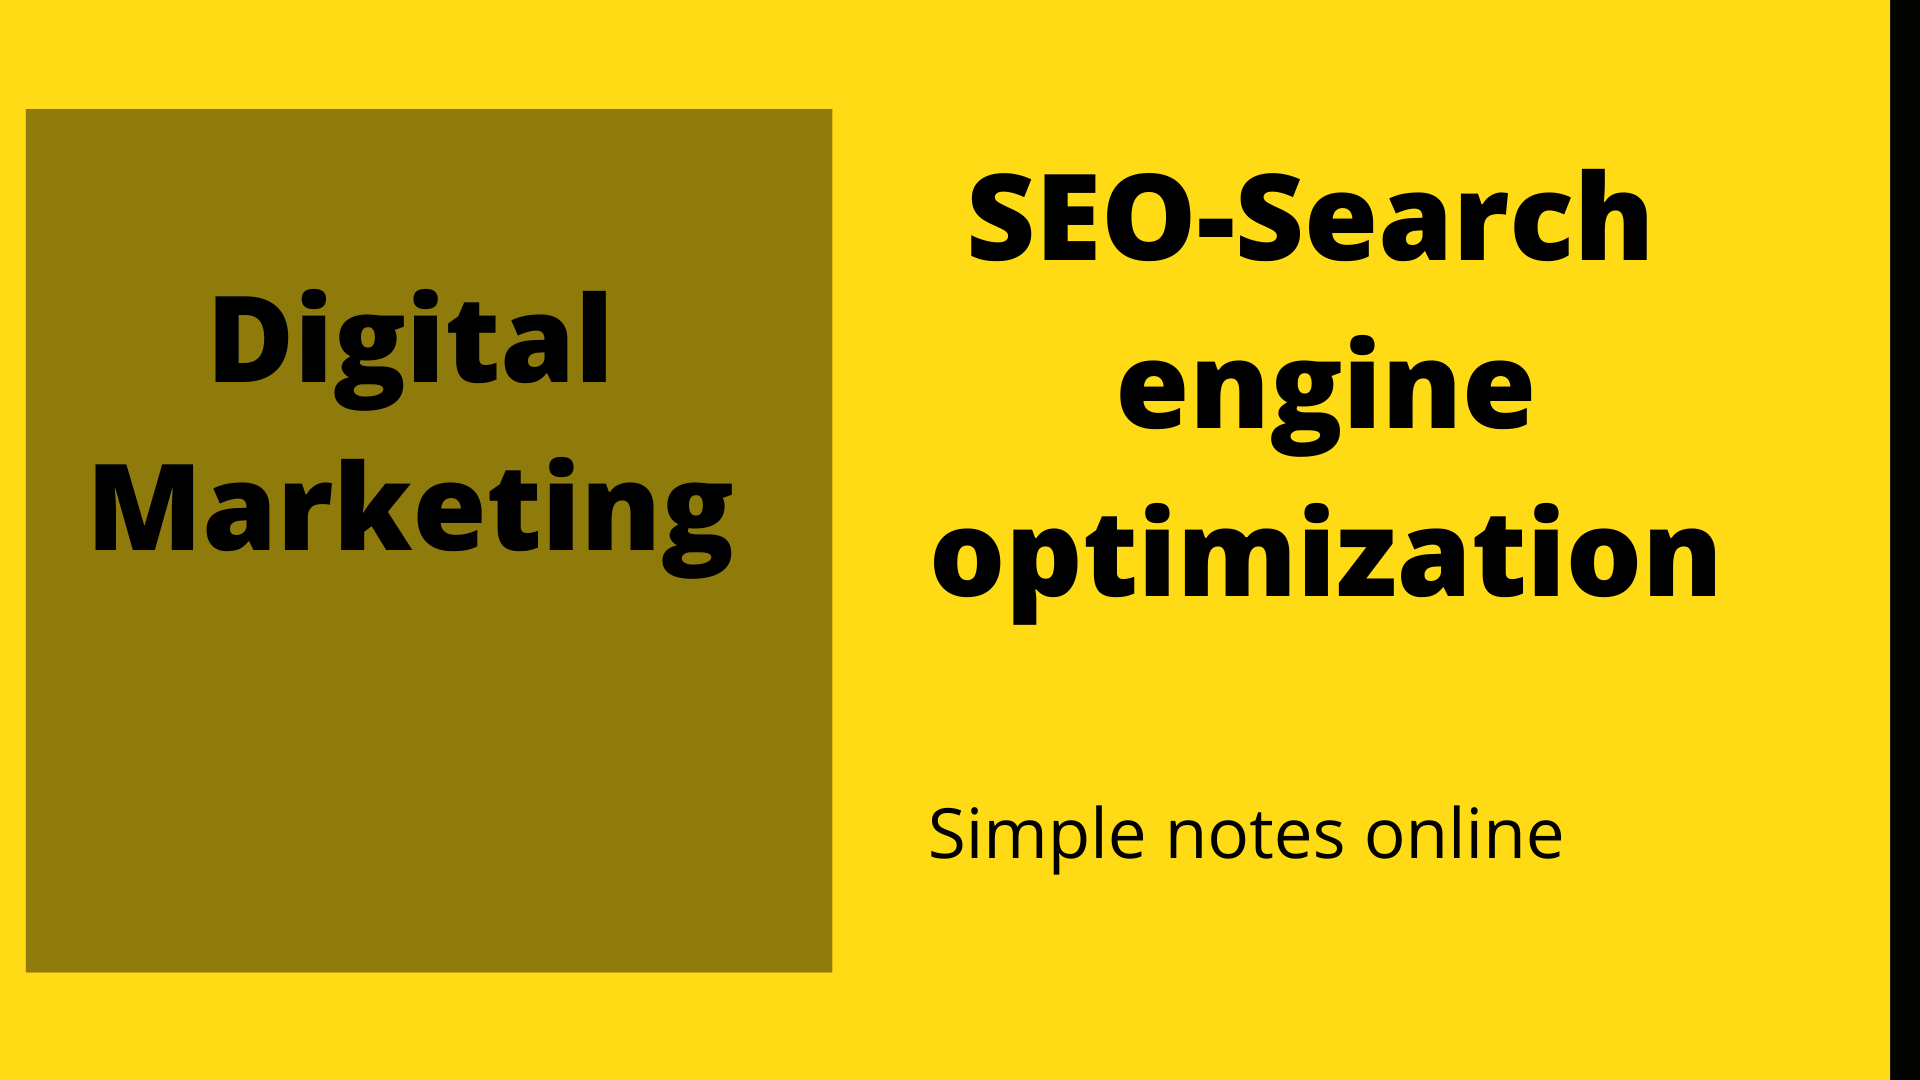 Digital
Marketing
SEO-Search
engine
optimization
Simple notes online